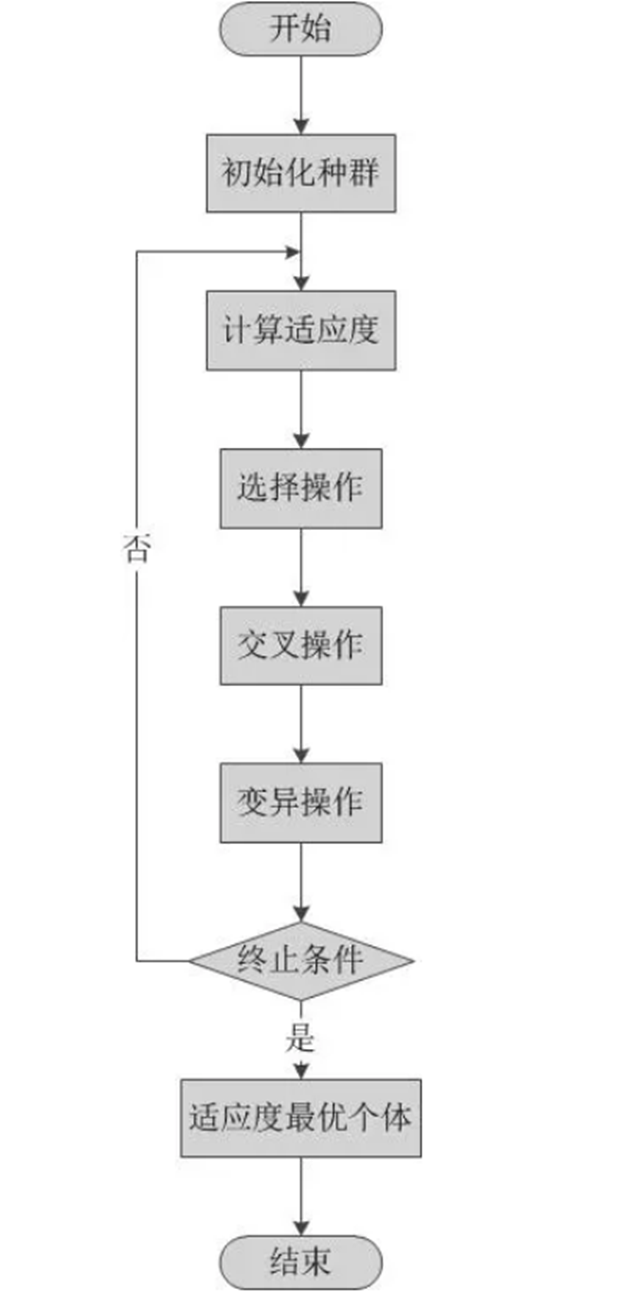 开始
初始化种群
计算适应度
选择操作
否
交叉操作
变异操作
终止条件
是
适应度最优个体
结束